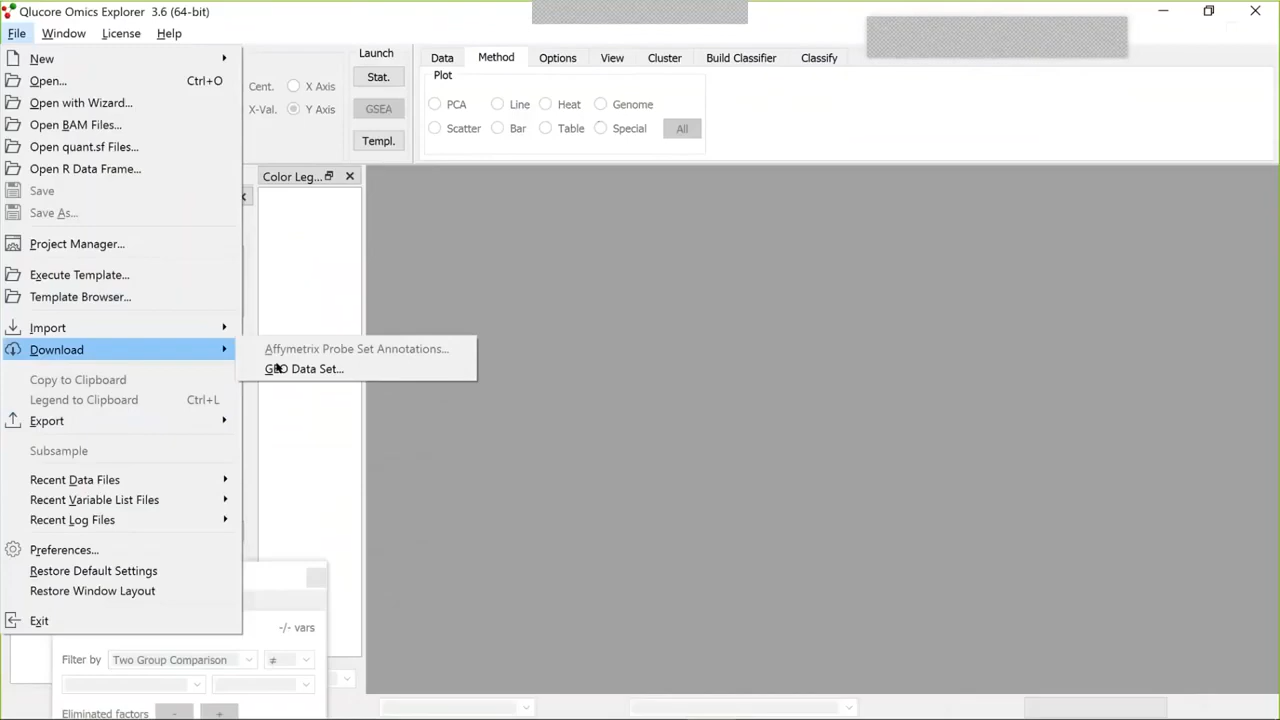 Qlucore Omics Explorer 3.6 (64-bit)
File Window License Help
New
Open... Ctrl+O
Open with Wizard...
Open BAM Files...
Open quant.sf Files...
Open R Data Frame...
Save
Save As...
Project Manager...
Execute Template...
Template Browser...
Import
Download
Copy to Clipboard
Legend to Clipboard Ctrl+L
Export
Subsample
Recent Data Files
Recent Variable List Files
Recent Log Files
Preferences...
Restore Default Settings
Restore Window Layout
Exit
Affymetrix Probe Set Annotations...
GEO Data Set...
Cent. X Axis
X-Val. Y Axis
Launch
Stat.
GSEA
Templ.
Data Method Options View Cluster Build Classifier Classify
Plot
PCA Line Heat Genome
Scatter Bar Table Special All
Color Leg...
-/- vars
Filter by Two Group Comparison ≠
Eliminated factors - +